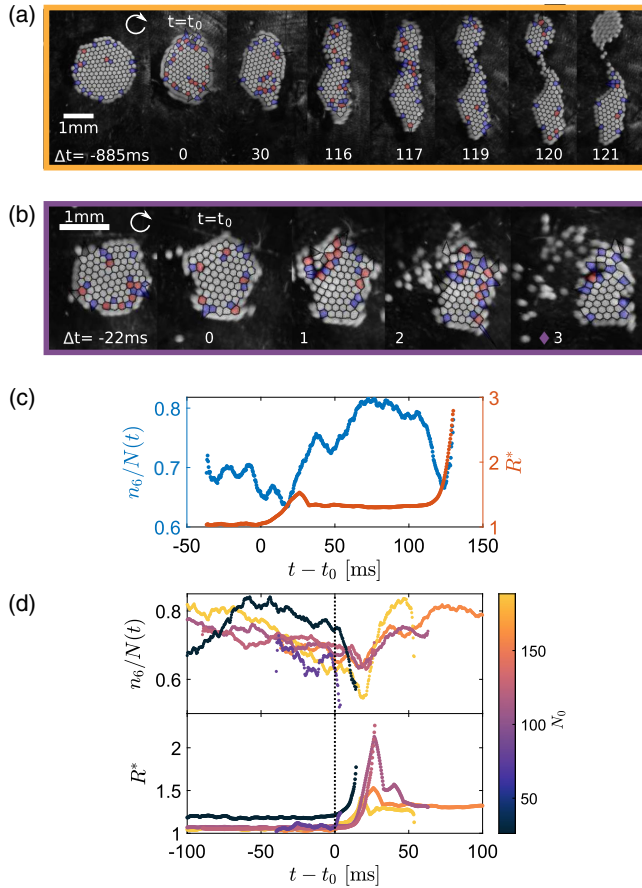 (a)
t=t₀
1mm
Δt= -885ms 0 30 116 117 119 120 121
(b)
1mm t=t₀
Δt= -22ms 0 1 2 3
(c)
n₆/N(t)
0.8
0.7
0.6
R*
3
2
1
-50 0 50 100 150
t − t₀ [ms]
(d)
n₆/N(t)
0.8
0.6
R*
2
1.5
1
-100 -50 0 50 100
t − t₀ [ms]
150
100
50
N₀